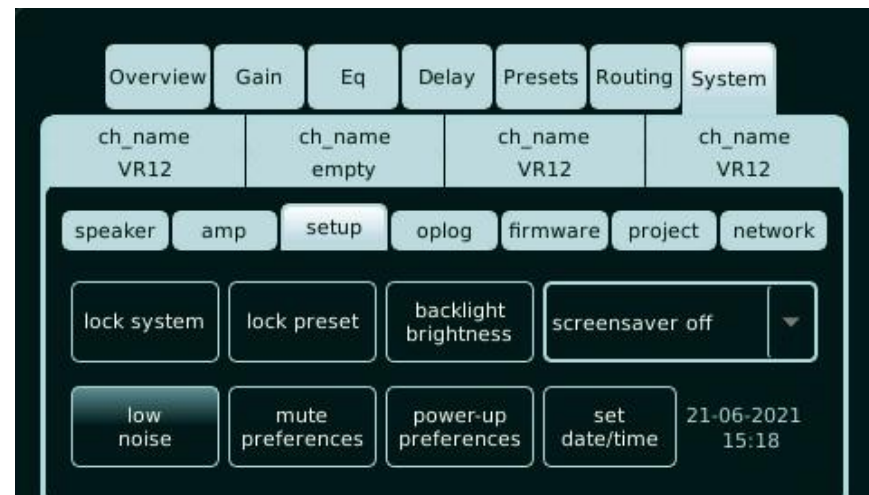 Overview Gain Eq Delay Presets Routing System
ch_name ch_name ch_name ch_name
VR12 empty VR12 VR12
speaker amp setup oplog firmware project network
lock system
lock preset
backlight
brightness
screensaver off
low
noise
mute
preferences
power-up
preferences
set
date/time
21-06-2021
15:18